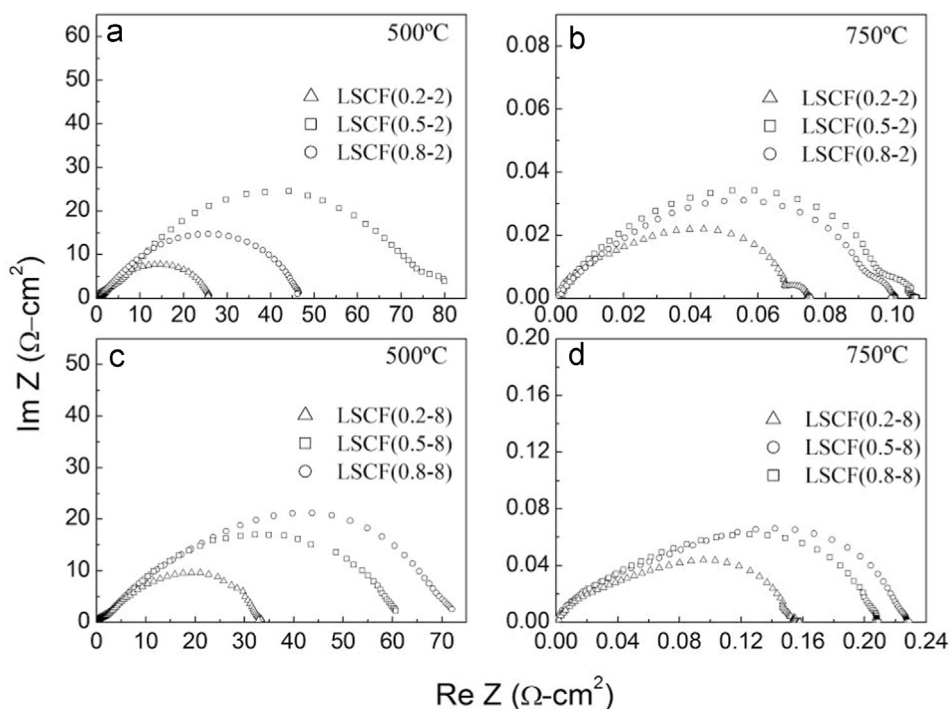 a
500ºC
LSCF(0.2-2)
LSCF(0.5-2)
LSCF(0.8-2)
60
50
40
30
20
10
0
0 10 20 30 40 50 60 70 80
b
750ºC
LSCF(0.2-2)
LSCF(0.5-2)
LSCF(0.8-2)
0.08
0.06
0.04
0.02
0.00
0.00 0.02 0.04 0.06 0.08 0.10
c
500ºC
LSCF(0.2-8)
LSCF(0.5-8)
LSCF(0.8-8)
50
40
30
20
10
0
0 10 20 30 40 50 60 70 80
d
750ºC
LSCF(0.2-8)
LSCF(0.5-8)
LSCF(0.8-8)
0.20
0.16
0.12
0.08
0.04
0.00
0.00 0.04 0.08 0.12 0.16 0.20 0.24
Im Z (Ω−cm²)
Re Z (Ω-cm²)